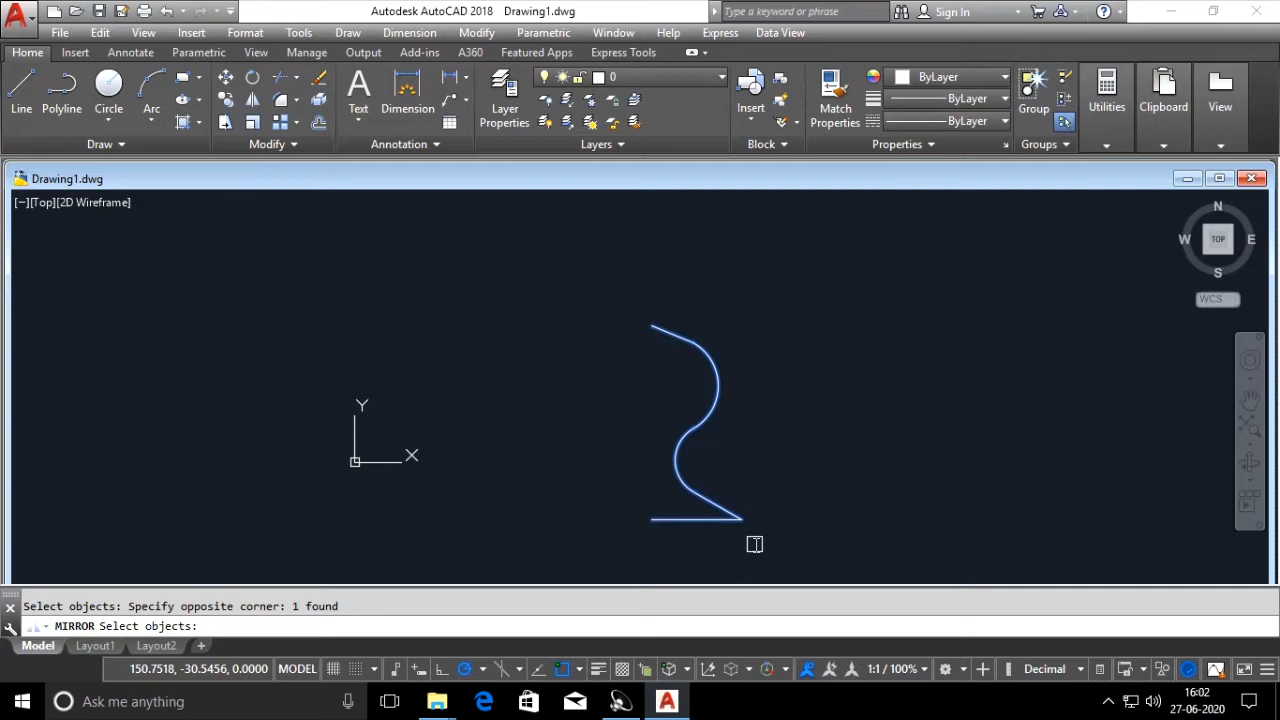 Autodesk AutoCAD 2018 Drawing1.dwg
Type a keyword or phrase
Sign In
File Edit View Insert Format Tools Draw Dimension Modify Parametric Window Help Express Data View
Home Insert Annotate Parametric View Manage Output Add-ins A360 Featured Apps Express Tools
Line Polyline Circle Arc
Text Dimension
Layer Properties
0
Insert
Match Properties
ByLayer
ByLayer
ByLayer
Group
Utilities
Clipboard
View
Draw Modify Annotation Layers Block Properties Groups
Drawing1.dwg
[−][Top][2D Wireframe]
N
W TOP E
S
WCS
Y
X
Select objects: Specify opposite corner: 1 found
MIRROR Select objects:
Model Layout1 Layout2 +
150.7518, -30.5456, 0.0000 MODEL 1:1 / 100% Decimal
Ask me anything
16:02
27-06-2020